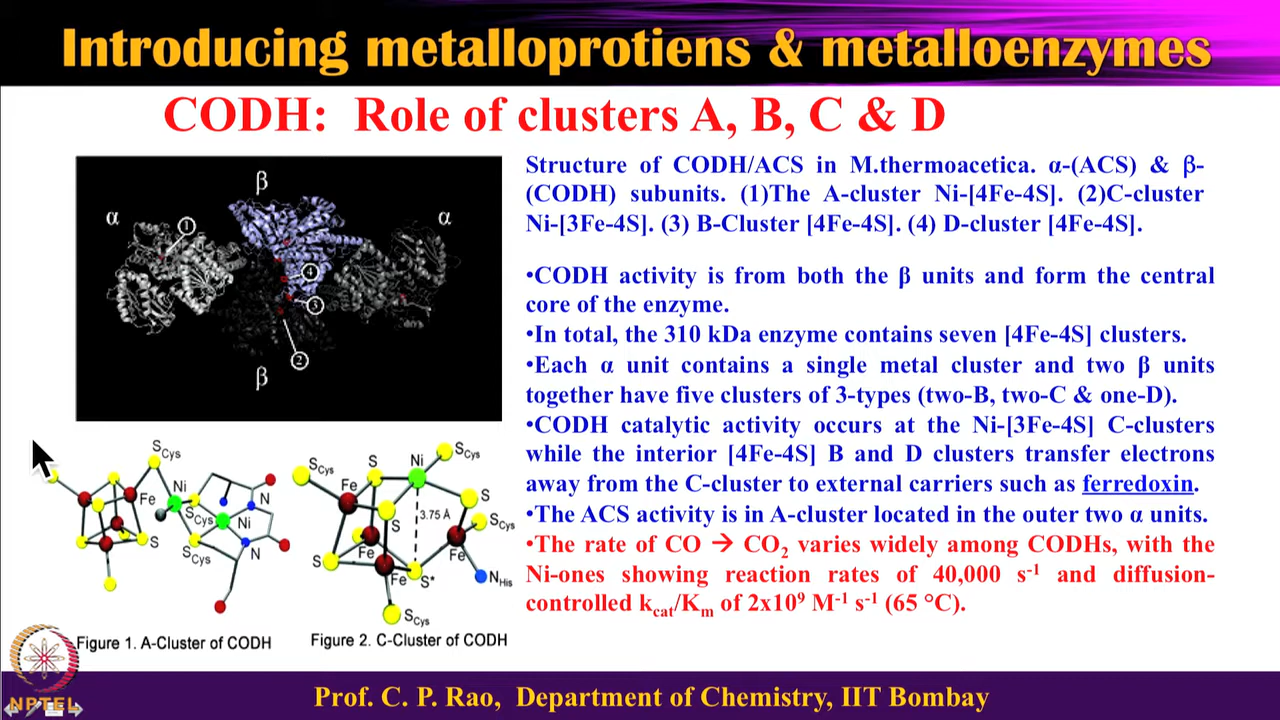 Introducing metalloprotiens & metalloenzymes
CODH: Role of clusters A, B, C & D
β
α
α
1
4
3
2
β
Structure of CODH/ACS in M.thermoacetica. α-(ACS) & β-
(CODH) subunits. (1)The A-cluster Ni-[4Fe-4S]. (2)C-cluster
Ni-[3Fe-4S]. (3) B-Cluster [4Fe-4S]. (4) D-cluster [4Fe-4S].
•CODH activity is from both the β units and form the central
core of the enzyme.
•In total, the 310 kDa enzyme contains seven [4Fe-4S] clusters.
•Each α unit contains a single metal cluster and two β units
together have five clusters of 3-types (two-B, two-C & one-D).
•CODH catalytic activity occurs at the Ni-[3Fe-4S] C-clusters
while the interior [4Fe-4S] B and D clusters transfer electrons
away from the C-cluster to external carriers such as ferredoxin.
•The ACS activity is in A-cluster located in the outer two α units.
•The rate of CO → CO2 varies widely among CODHs, with the
Ni-ones showing reaction rates of 40,000 s-1 and diffusion-
controlled kcat/Km of 2x10⁹ M-1 s-1 (65 °C).
SCys
Fe
Ni
SCys
N
Ni
S
SCys
N
Figure 1. A-Cluster of CODH
SCys
S
Ni
SCys
Fe
S
S
3.75 Å
SCys
Fe
Fe
S
Fe
S*
NHis
SCys
Figure 2. C-Cluster of CODH
NPTEL
Prof. C. P. Rao, Department of Chemistry, IIT Bombay